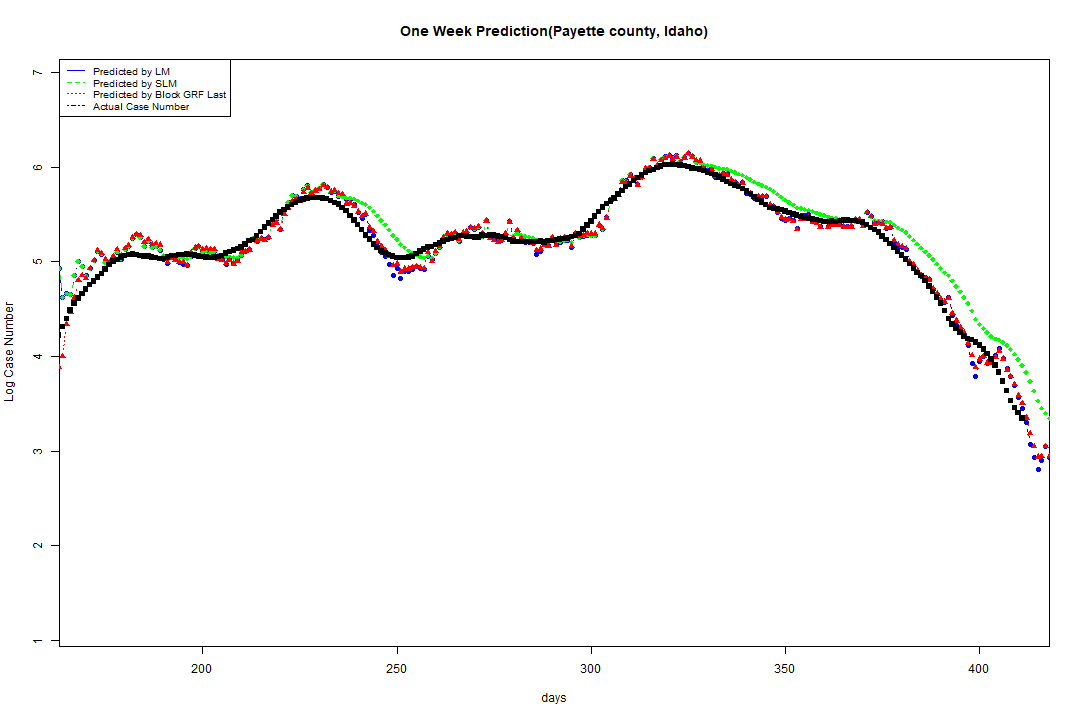 One Week Prediction(Payette county, Idaho)
Predicted by LM
Predicted by SLM
Predicted by Block GRF Last
Actual Case Number
7
6
5
4
3
2
1
Log Case Number
200 250 300 350 400
days